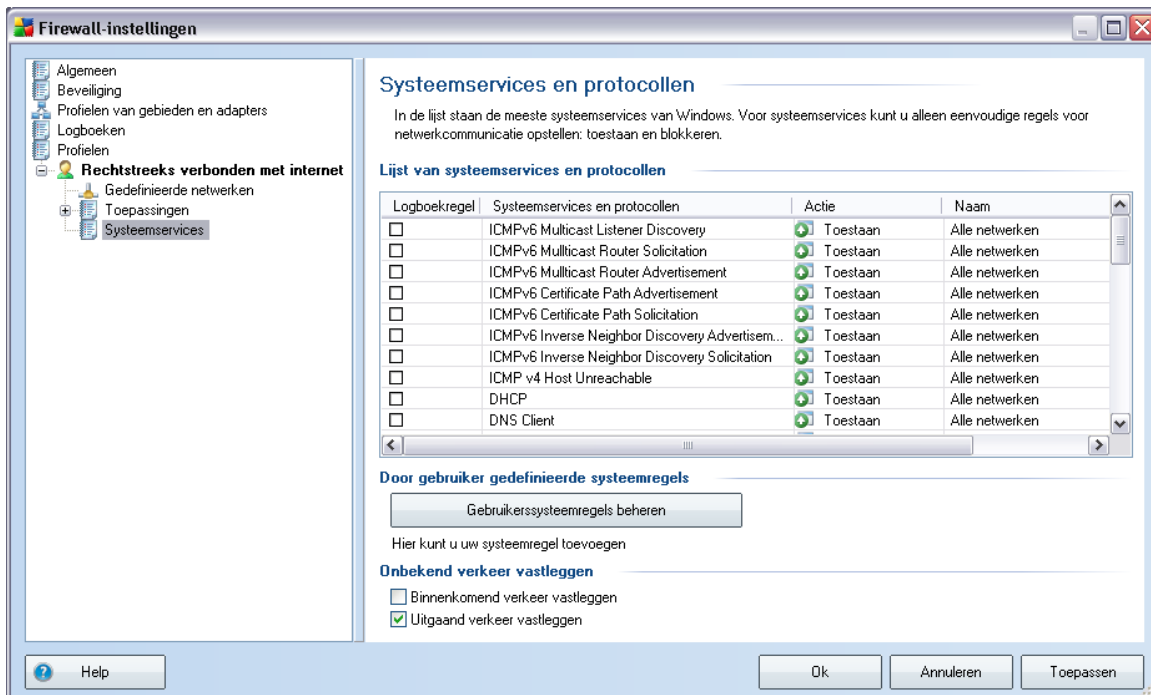 Firewall-instellingen
Algemeen
Beveiliging
Profielen van gebieden en adapters
Logboeken
Profielen
Rechtstreeks verbonden met internet
Gedefinieerde netwerken
Toepassingen
Systeemservices
Systeemservices en protocollen
In de lijst staan de meeste systeemservices van Windows. Voor systeemservices kunt u alleen eenvoudige regels voor
netwerkcommunicatie opstellen: toestaan en blokkeren.
Lijst van systeemservices en protocollen
Logboekregel Systeemservices en protocollen Actie Naam
ICMPv6 Multicast Listener Discovery Toestaan Alle netwerken
ICMPv6 Mullticast Router Solicitation Toestaan Alle netwerken
ICMPv6 Mullticast Router Advertisement Toestaan Alle netwerken
ICMPv6 Certificate Path Advertisement Toestaan Alle netwerken
ICMPv6 Certificate Path Solicitation Toestaan Alle netwerken
ICMPv6 Inverse Neighbor Discovery Advertisem... Toestaan Alle netwerken
ICMPv6 Inverse Neighbor Discovery Solicitation Toestaan Alle netwerken
ICMP v4 Host Unreachable Toestaan Alle netwerken
DHCP Toestaan Alle netwerken
DNS Client Toestaan Alle netwerken
Door gebruiker gedefinieerde systeemregels
Gebruikerssysteemregels beheren
Hier kunt u uw systeemregel toevoegen
Onbekend verkeer vastleggen
Binnenkomend verkeer vastleggen
Uitgaand verkeer vastleggen
Help Ok Annuleren Toepassen